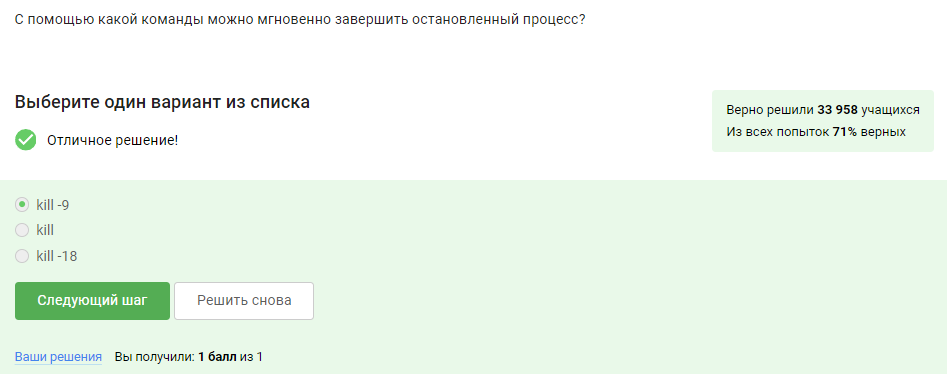 С помощью какой команды можно мгновенно завершить остановленный процесс?
Выберите один вариант из списка
Отличное решение!
Верно решили 33 958 учащихся
Из всех попыток 71% верных
kill -9
kill
kill -18
Следующий шаг
Решить снова
Ваши решения Вы получили: 1 балл из 1